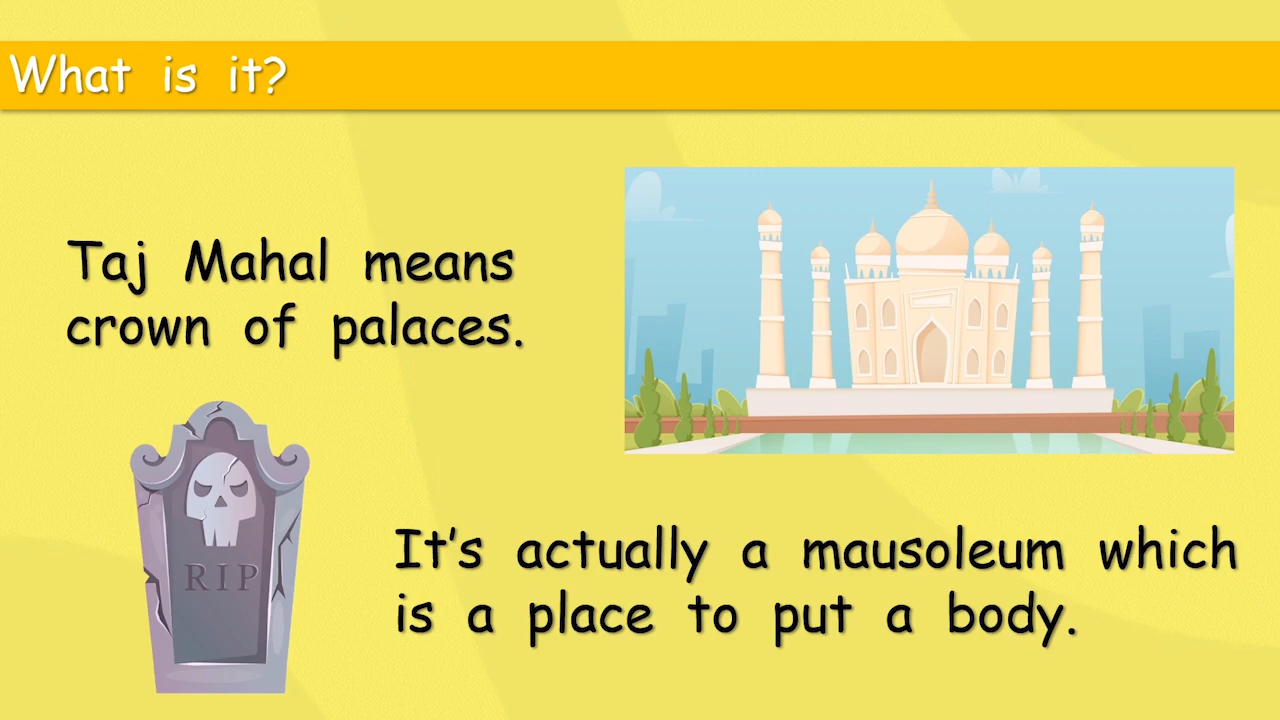 What is it?
Taj Mahal means
crown of palaces.
RIP
It's actually a mausoleum which
is a place to put a body.